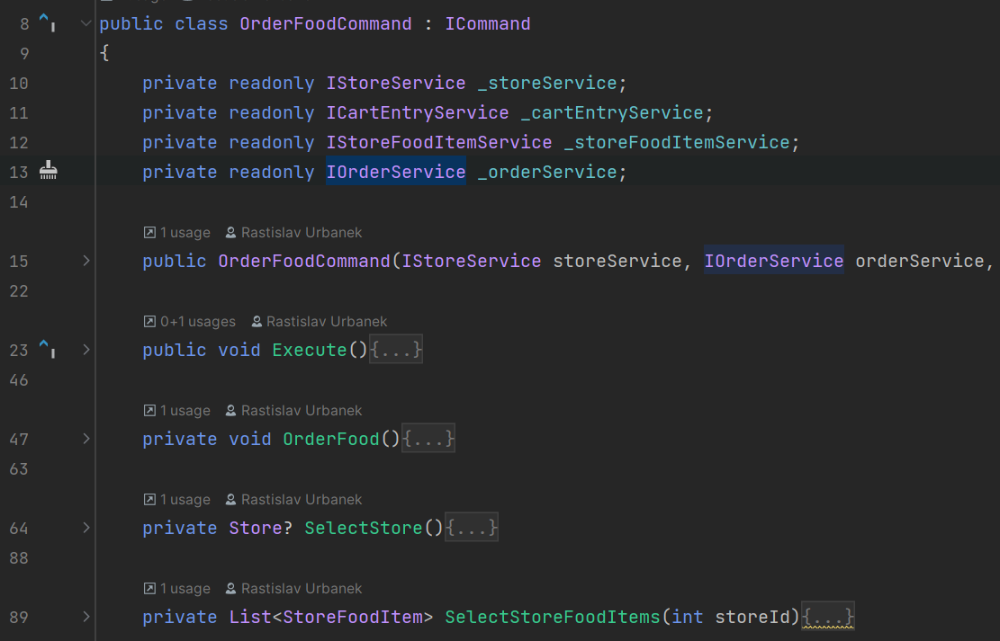 8 public class OrderFoodCommand : ICommand
9 {
10 private readonly IStoreService _storeService;
11 private readonly ICartEntryService _cartEntryService;
12 private readonly IStoreFoodItemService _storeFoodItemService;
13 private readonly IOrderService _orderService;
14
1 usage Rastislav Urbanek
15 public OrderFoodCommand(IStoreService storeService, IOrderService orderService,
22
0+1 usages Rastislav Urbanek
23 public void Execute(){...}
46
1 usage Rastislav Urbanek
47 private void OrderFood(){...}
63
1 usage Rastislav Urbanek
64 private Store? SelectStore(){...}
88
1 usage Rastislav Urbanek
89 private List<StoreFoodItem> SelectStoreFoodItems(int storeId){...}